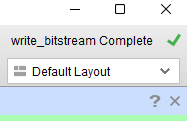 write_bitstream Complete
Default Layout
?